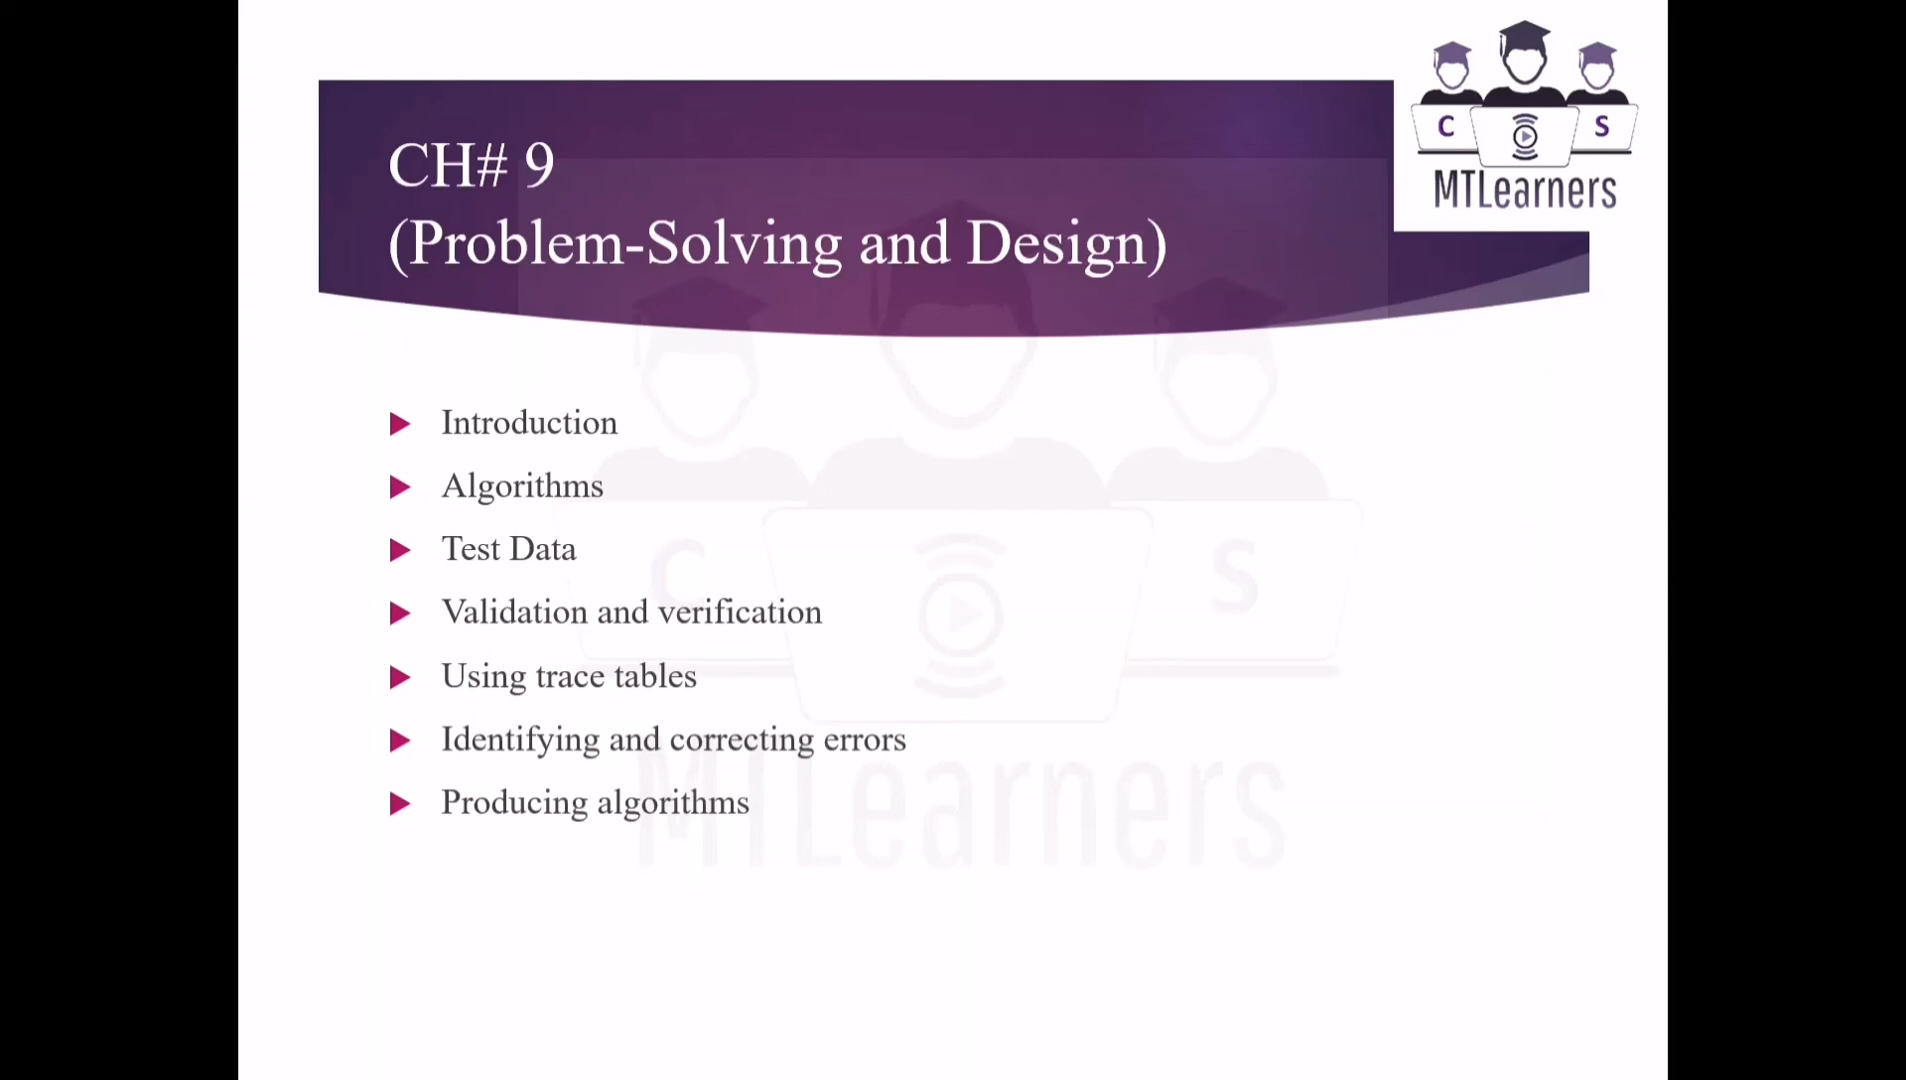 C S
MTLearners
CH# 9
(Problem-Solving and Design)
Introduction
Algorithms
Test Data
Validation and verification
Using trace tables
Identifying and correcting errors
Producing algorithms
C S
MTLearners